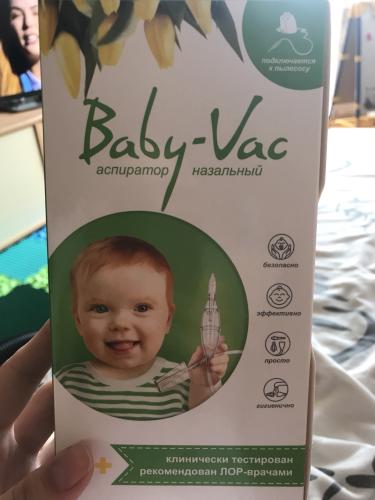 подключается
к пылесосу
Baby-Vac
аспиратор назальный
безопасно
эффективно
просто
гигиенично
клинически тестирован
рекомендован ЛОР-врачами